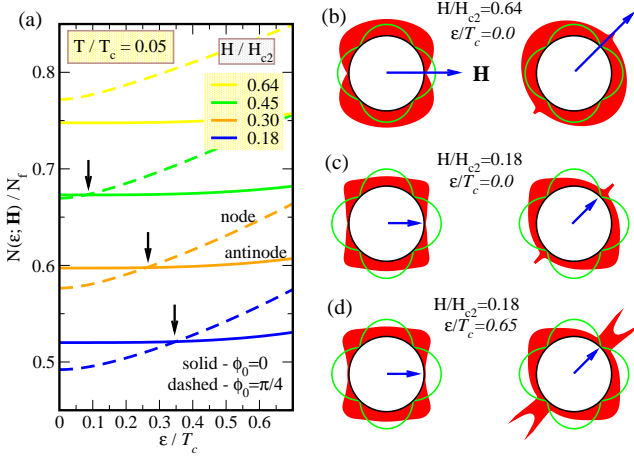 (a)
T / T_c = 0.05
H / H_c2
0.64
0.45
0.30
0.18
node
antinode
solid - ϕ_0=0
dashed - ϕ_0=π/4
N(ε; H) / N_f
0.8
0.7
0.6
0.5
0
0.1
0.2
0.3
0.4
0.5
0.6
ε / T_c
(b)
H/H_c2=0.64
ε/T_c=0.0
H
(c)
H/H_c2=0.18
ε/T_c=0.0
(d)
H/H_c2=0.18
ε/T_c=0.65